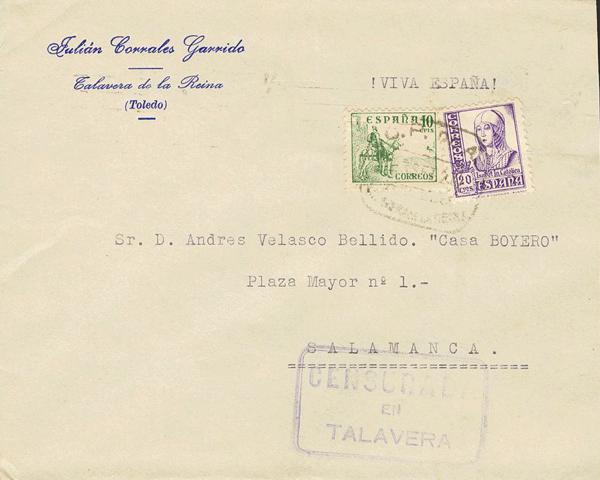 Julián Corrales Garrido
Talavera de la Reina
(Toledo)
!VIVA ESPAÑA!
ESPAÑA 10
CTS
CORREOS
CORREOS
20
CTS.
Isabel la Católica
ESPAÑA
Sr. D. Andres Velasco Bellido. "Casa BOYERO"
Plaza Mayor nº 1.-
SALAMANCA.
CENSURADA
EN
TALAVERA